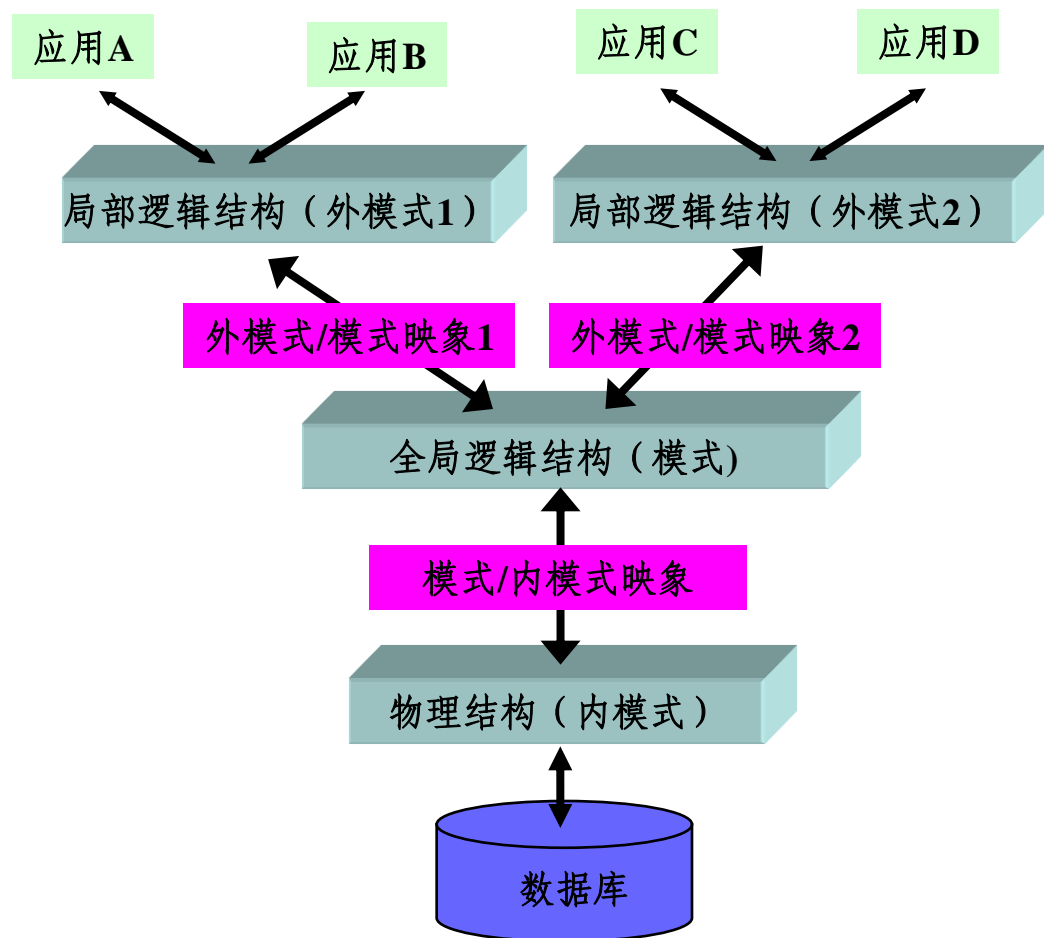 应用A
应用B
应用C
应用D
局部逻辑结构（外模式1）
局部逻辑结构（外模式2）
外模式/模式映象1
外模式/模式映象2
全局逻辑结构（模式)
模式/内模式映象
物理结构（内模式）
数据库